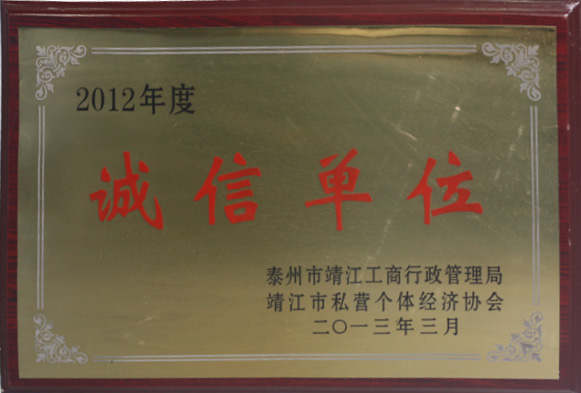 2012年度
诚信单位
泰州市靖江工商行政管理局
靖江市私营个体经济协会
二〇一三年三月